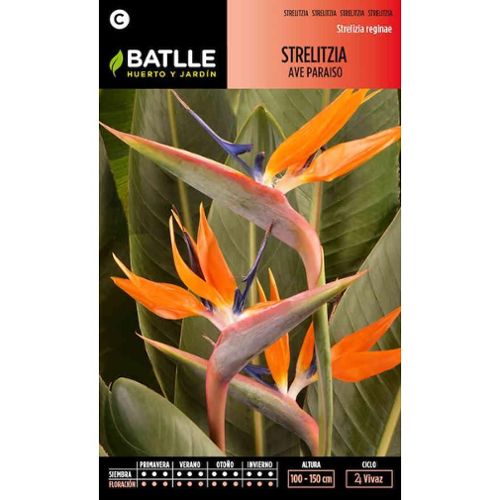 C
STRELITZIA STRELITZIA STRELITZIA STRELITZIA
Strelizia reginae
BATLLE
HUERTO Y JARDÍN
STRELITZIA
AVE PARAISO
PRIMAVERA VERANO OTOÑO INVIERNO ALTURA CICLO
SIEMBRA
FLORACIÓN
100 - 150 cm
Vivaz